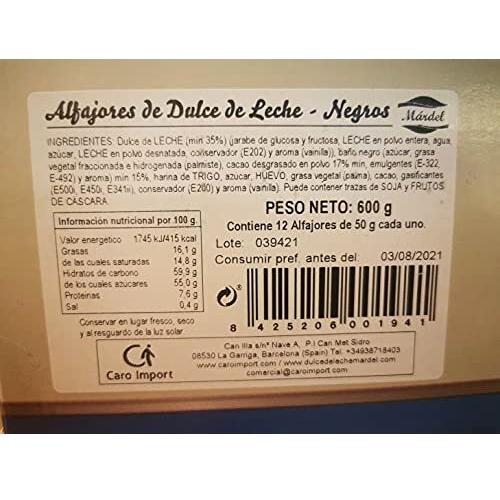 Alfajores de Dulce de Leche - Negros
Márdel
INGREDIENTES: Dulce de LECHE (min 35%) (jarabe de glucosa y fructosa, LECHE en polvo entera, agua,
azúcar, LECHE en polvo desnatada, conservador (E202) y aroma (vainilla)), baño negro (azúcar, grasa
vegetal fraccionada e hidrogenada (palmiste), cacao desgrasado en polvo 17% min, emulgentes (E-322,
E-492) y aroma) min 15%, harina de TRIGO, azúcar, HUEVO, grasa vegetal (palma), cacao, gasificantes
(E500i, E450i, E341ii), conservador (E200) y aroma (vainilla). Puede contener trazas de SOJA y FRUTOS
DE CASCARA.
PESO NETO: 600 g
Contiene 12 Alfajores de 50 g cada uno.
Lote: 039421
Consumir pref. antes del: 03/08/2021
Información nutricional por 100 g.
Valor energético 1745 kJ/415 kcal
Grasas 16,1 g
de las cuales saturadas 14,8 g
Hidratos de carbono 59,9 g
de los cuales azúcares 55,0 g
Proteinas 7,6 g
Sal 0,4 g
Conservar en lugar fresco, seco
y al resguardo de la luz solar.
8 425206 001941
Caro Import
Can Illa s/nº Nave A, P.I Can Met Sidro
08530 La Garriga, Barcelona (Spain) Tel. +34938718403
www.caroimport.com / www.dulcedelechemardel.com
comercial@caroimport.com